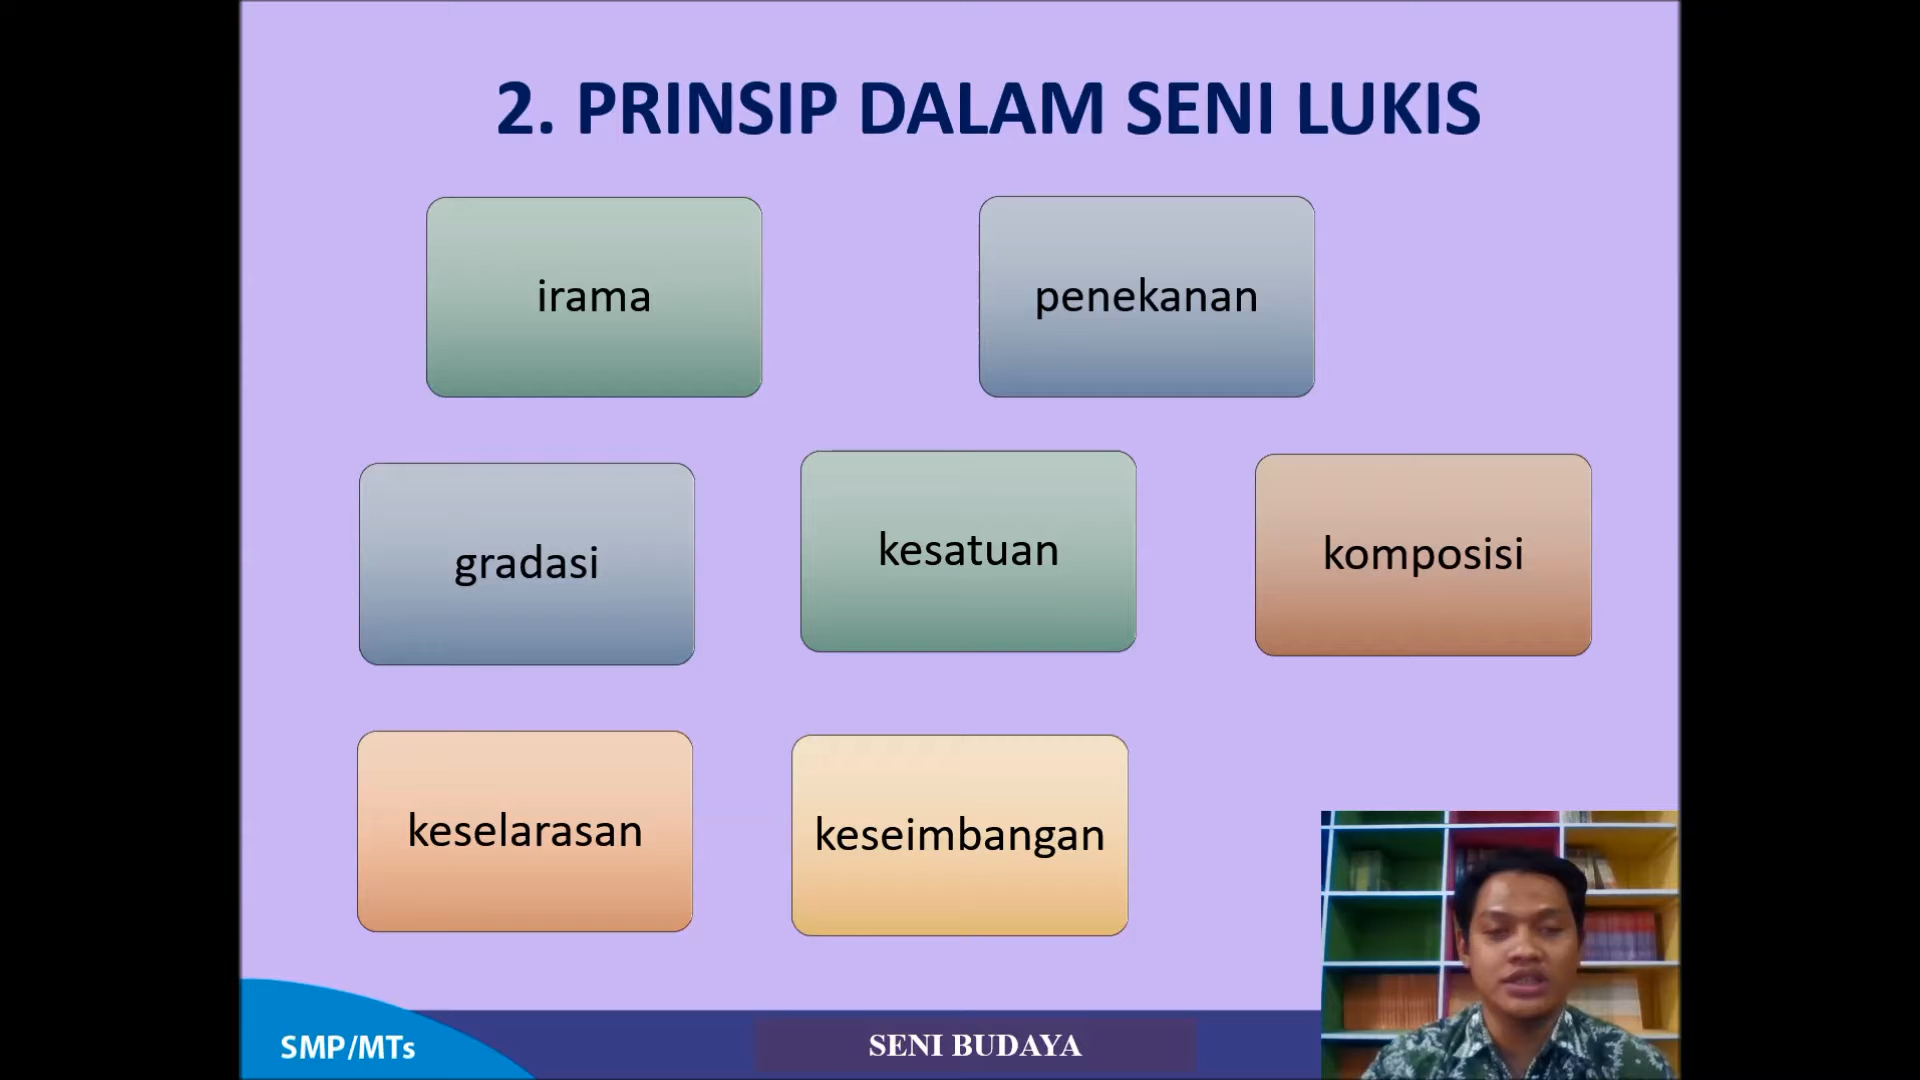 2. PRINSIP DALAM SENI LUKIS
irama
penekanan
gradasi
kesatuan
komposisi
keselarasan
keseimbangan
SMP/MTs
SENI BUDAYA